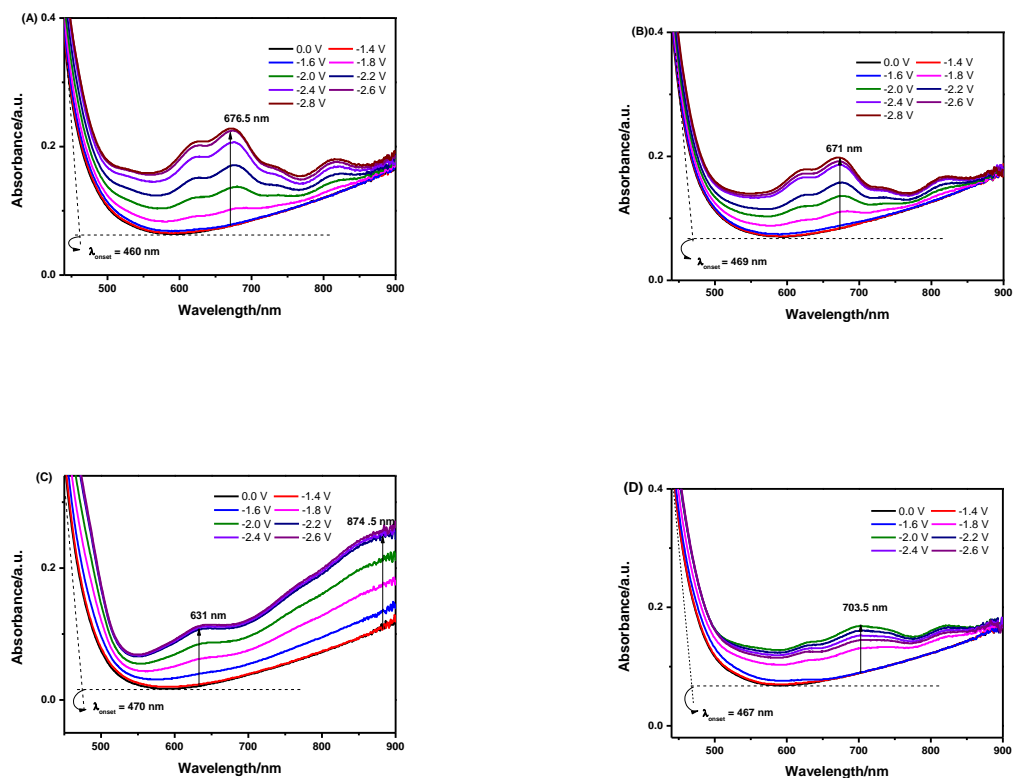 (A)
0.4
0.2
0.0
Absorbance/a.u.
0.0 V -1.4 V
-1.6 V -1.8 V
-2.0 V -2.2 V
-2.4 V -2.6 V
-2.8 V
676.5 nm
λonset = 460 nm
500 600 700 800 900
Wavelength/nm
(B)
0.4
0.2
0.0
Absorbance/a.u.
0.0 V -1.4 V
-1.6 V -1.8 V
-2.0 V -2.2 V
-2.4 V -2.6 V
-2.8 V
671 nm
λonset = 469 nm
500 600 700 800 900
Wavelength/nm
(C)
0.2
0.0
Absorbance/a.u.
0.0 V -1.4 V
-1.6 V -1.8 V
-2.0 V -2.2 V
-2.4 V -2.6 V
874 .5 nm
631 nm
λonset = 470 nm
500 600 700 800 900
Wavelength/nm
(D)
0.4
0.2
0.0
Absorbance/a.u.
0.0 V -1.4 V
-1.6 V -1.8 V
-2.0 V -2.2 V
-2.4 V -2.6 V
703.5 nm
λonset = 467 nm
500 600 700 800 900
Wavelength/nm